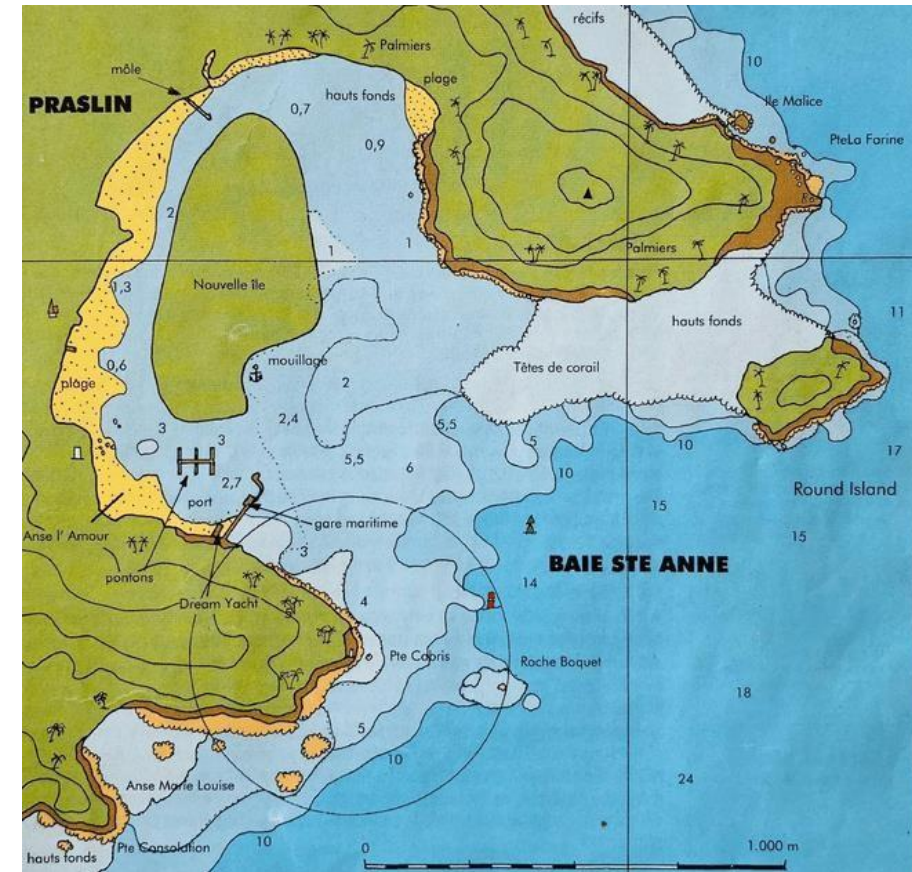 récifs
Palmiers
10
môle
plage
hauts fonds
PRASLIN
0,7
Ile Malice
0,9
Pte La Farine
2
1
1
Palmiers
Nouvelle île
1,3
11
hauts fonds
mouillage
0,6
Têtes de corail
2
plage
2,4
5,5
3
3
5
10
5,5
6
10
17
2,7
15
Round Island
port
gare maritime
15
Anse l' Amour
3
BAIE STE ANNE
pontons
14
Dream Yacht
4
Pte Cabris
Roche Boquet
18
5
10
24
Anse Marie Louise
10
Pte Consolation
0
1.000 m
hauts fonds